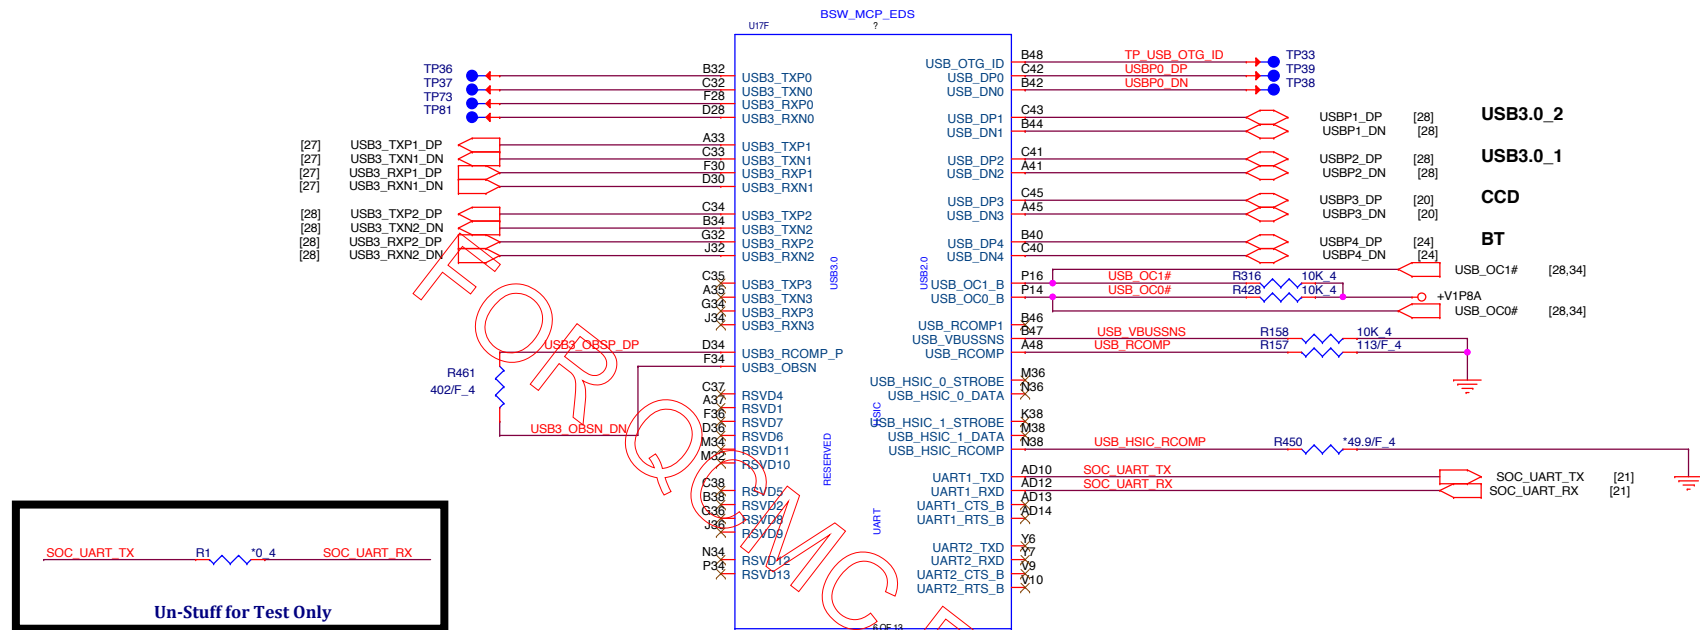 BSW_MCP_EDS
U17F
?
TP36
B32
USB3_TXP0
TP37
C32
USB3_TXN0
TP73
F28
USB3_RXP0
TP81
D28
USB3_RXN0
[27] USB3_TXP1_DP
A33
USB3_TXP1
[27] USB3_TXN1_DN
C33
USB3_TXN1
[27] USB3_RXP1_DP
F30
USB3_RXP1
[27] USB3_RXN1_DN
D30
USB3_RXN1
[28] USB3_TXP2_DP
C34
USB3_TXP2
[28] USB3_TXN2_DN
B34
USB3_TXN2
[28] USB3_RXP2_DP
G32
USB3_RXP2
[28] USB3_RXN2_DN
J32
USB3_RXN2
C35
USB3_TXP3
A35
USB3_TXN3
G34
USB3_RXP3
J34
USB3_RXN3
USB3_OBSP_DP
D34
USB3_RCOMP_P
F34
USB3_OBSN
R461
402/F_4
USB3_OBSN_DN
C37
RSVD4
A37
RSVD1
F36
RSVD7
D36
RSVD6
M34
RSVD11
M32
RSVD10
C38
RSVD5
B38
RSVD2
G36
RSVD8
J36
RSVD9
N34
RSVD12
P34
RSVD13
USB3.0
RESERVED
USB2.0
HSIC
UART
USB_OTG_ID
B48
TP_USB_OTG_ID
TP33
USB_DP0
C42
USBP0_DP
TP39
USB_DN0
B42
USBP0_DN
TP38
USB_DP1
C43
USBP1_DP [28]
USB3.0_2
USB_DN1
B44
USBP1_DN [28]
USB_DP2
C41
USBP2_DP [28]
USB3.0_1
USB_DN2
A41
USBP2_DN [28]
USB_DP3
C45
USBP3_DP [20]
CCD
USB_DN3
A45
USBP3_DN [20]
USB_DP4
B40
USBP4_DP [24]
BT
USB_DN4
C40
USBP4_DN [24]
USB_OC1# [28,34]
USB_OC1_B
P16
USB_OC1#
R316
10K_4
USB_OC0_B
P14
USB_OC0#
R428
10K_4
+V1P8A
USB_OC0# [28,34]
USB_RCOMP1
B46
USB_VBUSSNS
B47
USB_VBUSSNS
R158
10K_4
USB_RCOMP
A48
USB_RCOMP
R157
113/F_4
USB_HSIC_0_STROBE
M36
USB_HSIC_0_DATA
N36
USB_HSIC_1_STROBE
K38
USB_HSIC_1_DATA
M38
USB_HSIC_RCOMP
N38
USB_HSIC_RCOMP
R450
*49.9/F_4
UART1_TXD
AD10
SOC_UART_TX
SOC_UART_TX [21]
UART1_RXD
AD12
SOC_UART_RX
SOC_UART_RX [21]
UART1_CTS_B
AD13
UART1_RTS_B
AD14
UART2_TXD
Y6
UART2_RXD
Y7
UART2_CTS_B
V9
UART2_RTS_B
V10
6 OF 13
SOC_UART_TX
R1
*0_4
SOC_UART_RX
Un-Stuff for Test Only